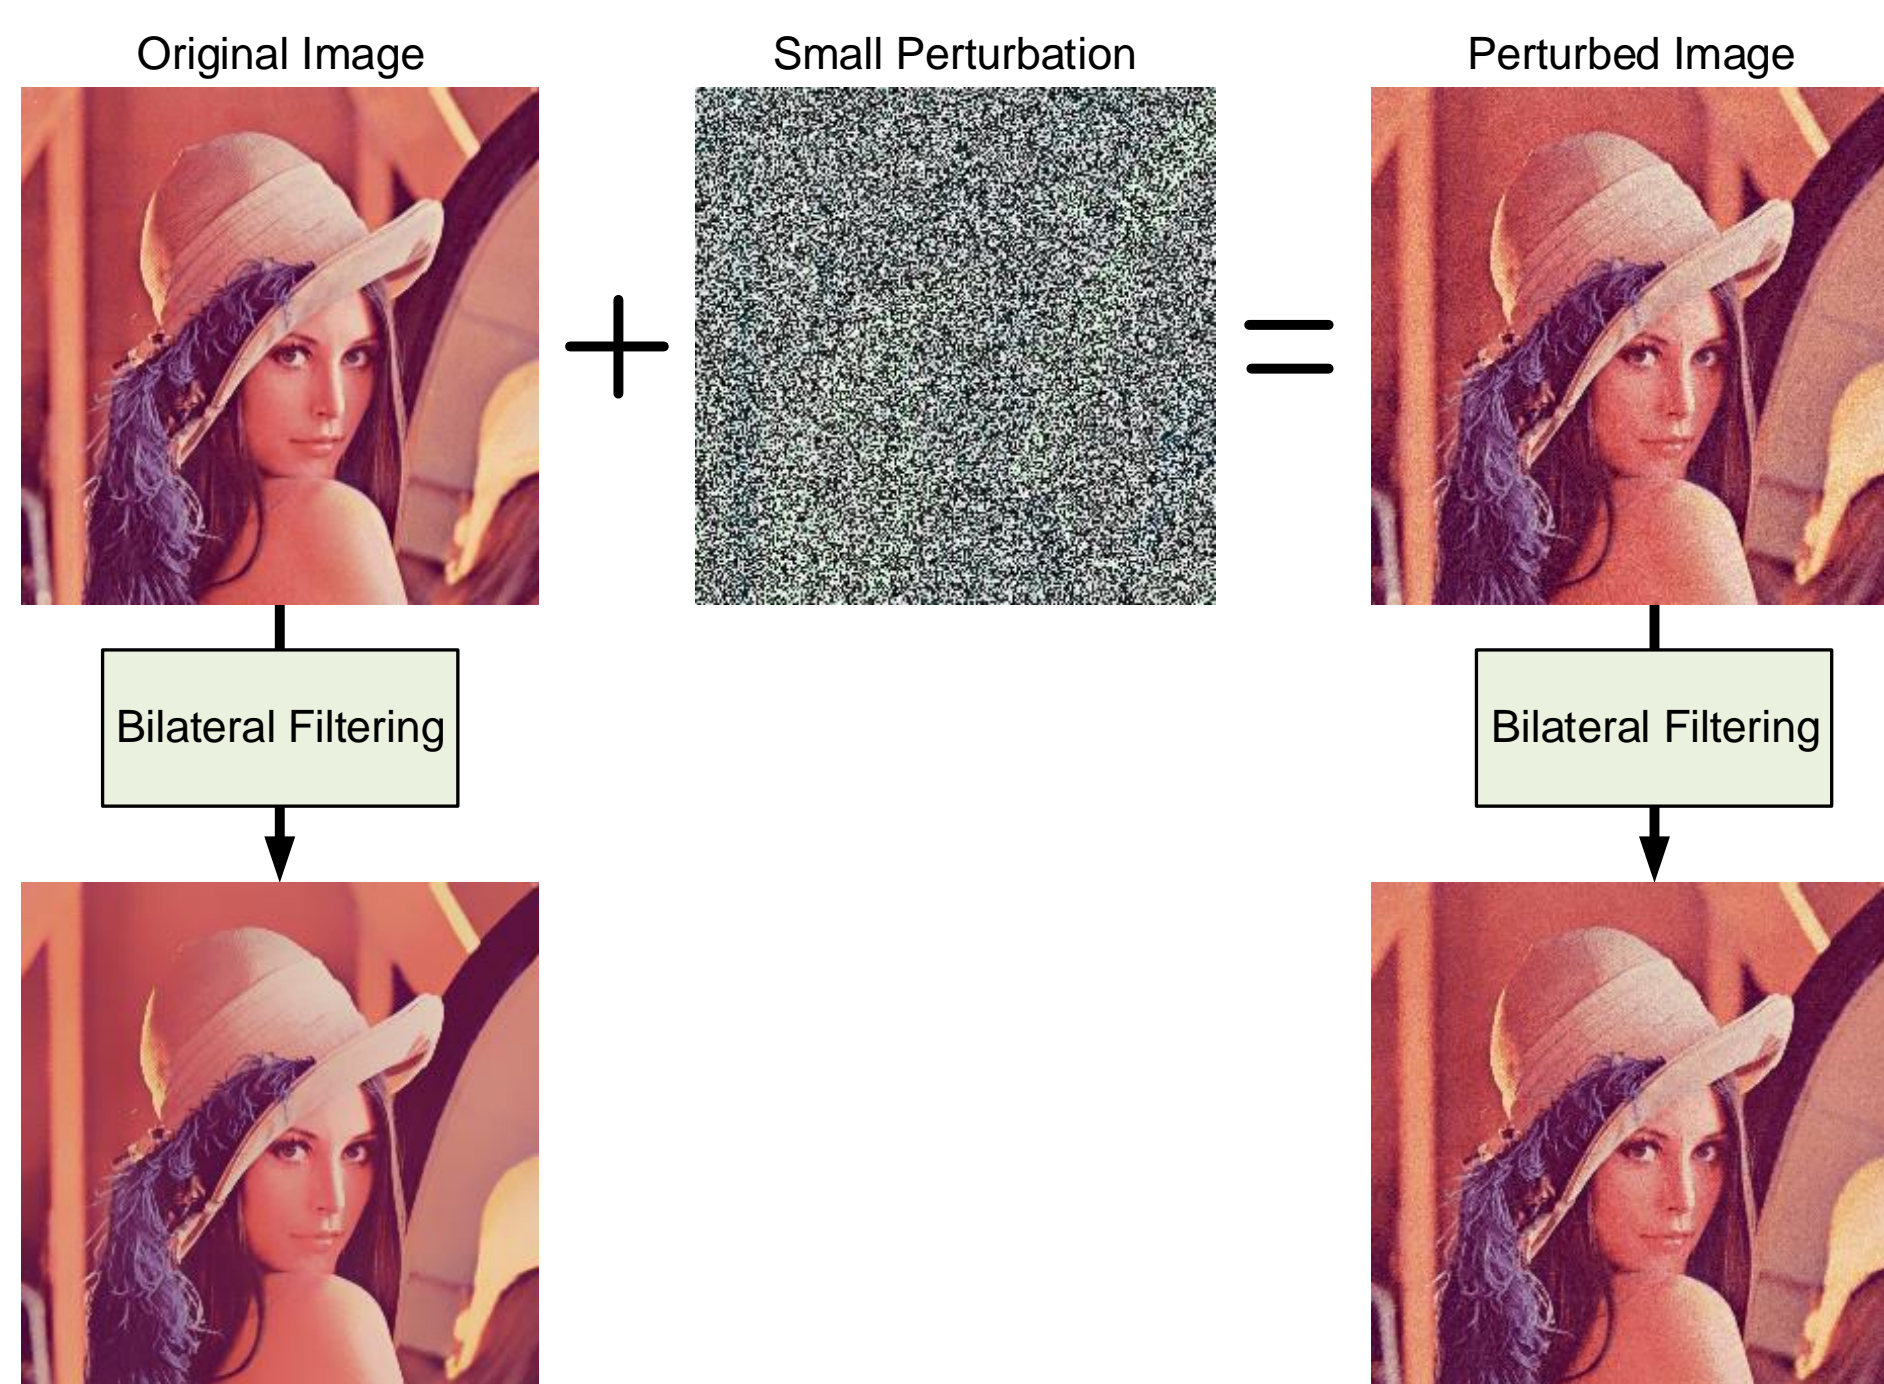 Original Image
Small Perturbation
Perturbed Image
Bilateral Filtering
Bilateral Filtering